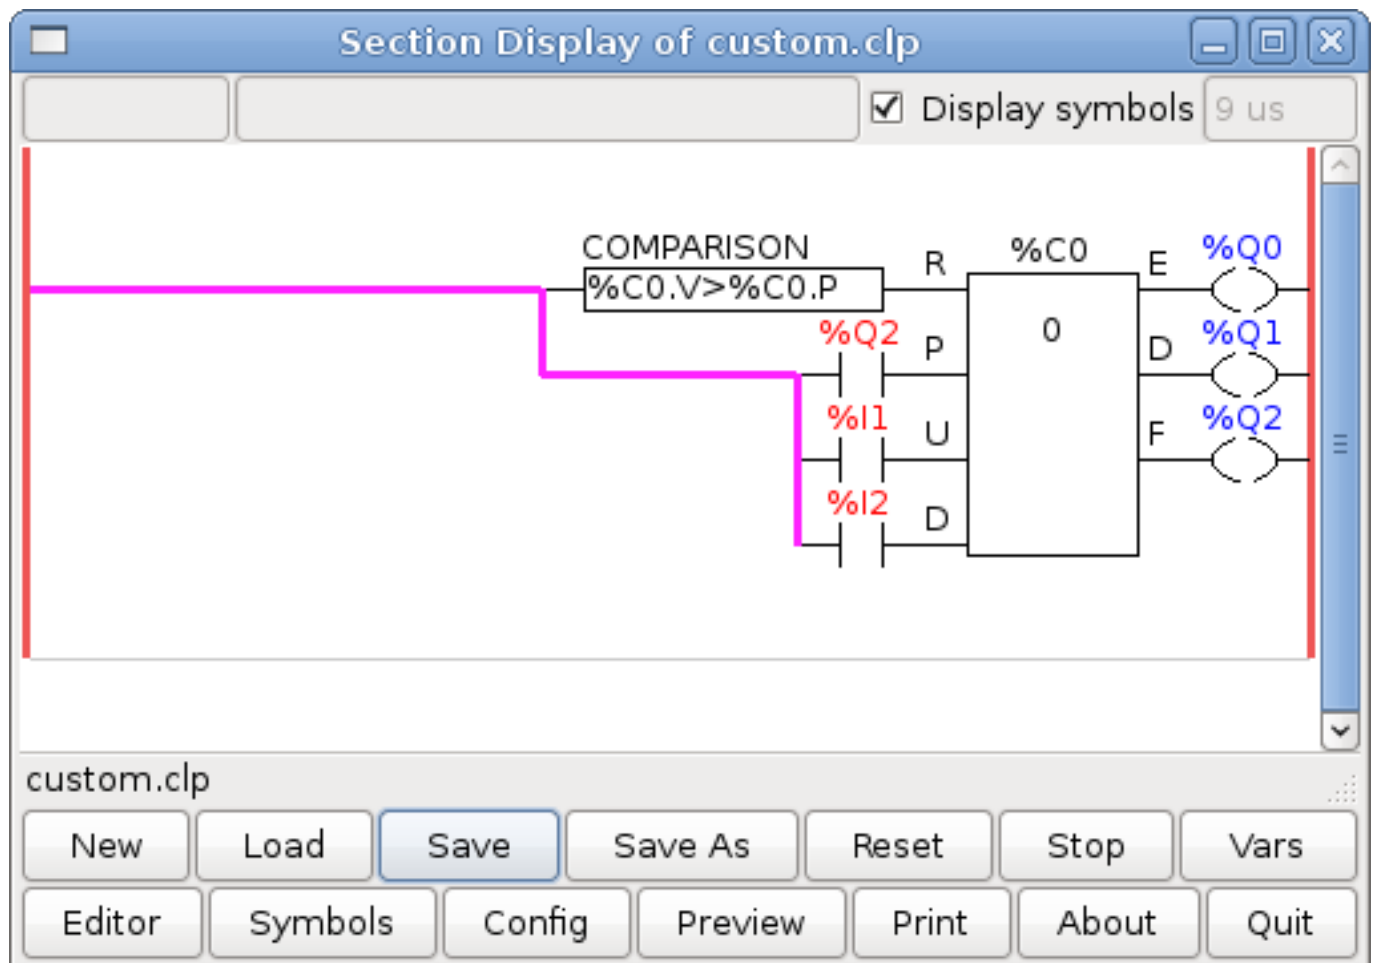 Section Display of custom.clp
Display symbols 9 us
COMPARISON R %C0 E %Q0
%C0.V>%C0.P
%Q2 P 0 D %Q1
%I1 U F %Q2
%I2 D
custom.clp
New Load Save Save As Reset Stop Vars
Editor Symbols Config Preview Print About Quit